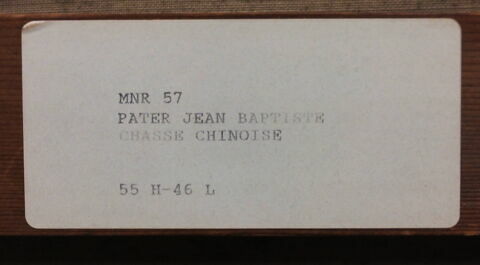 MNR 57
PATER JEAN BAPTISTE
CHASSE CHINOISE
55 H-46 L